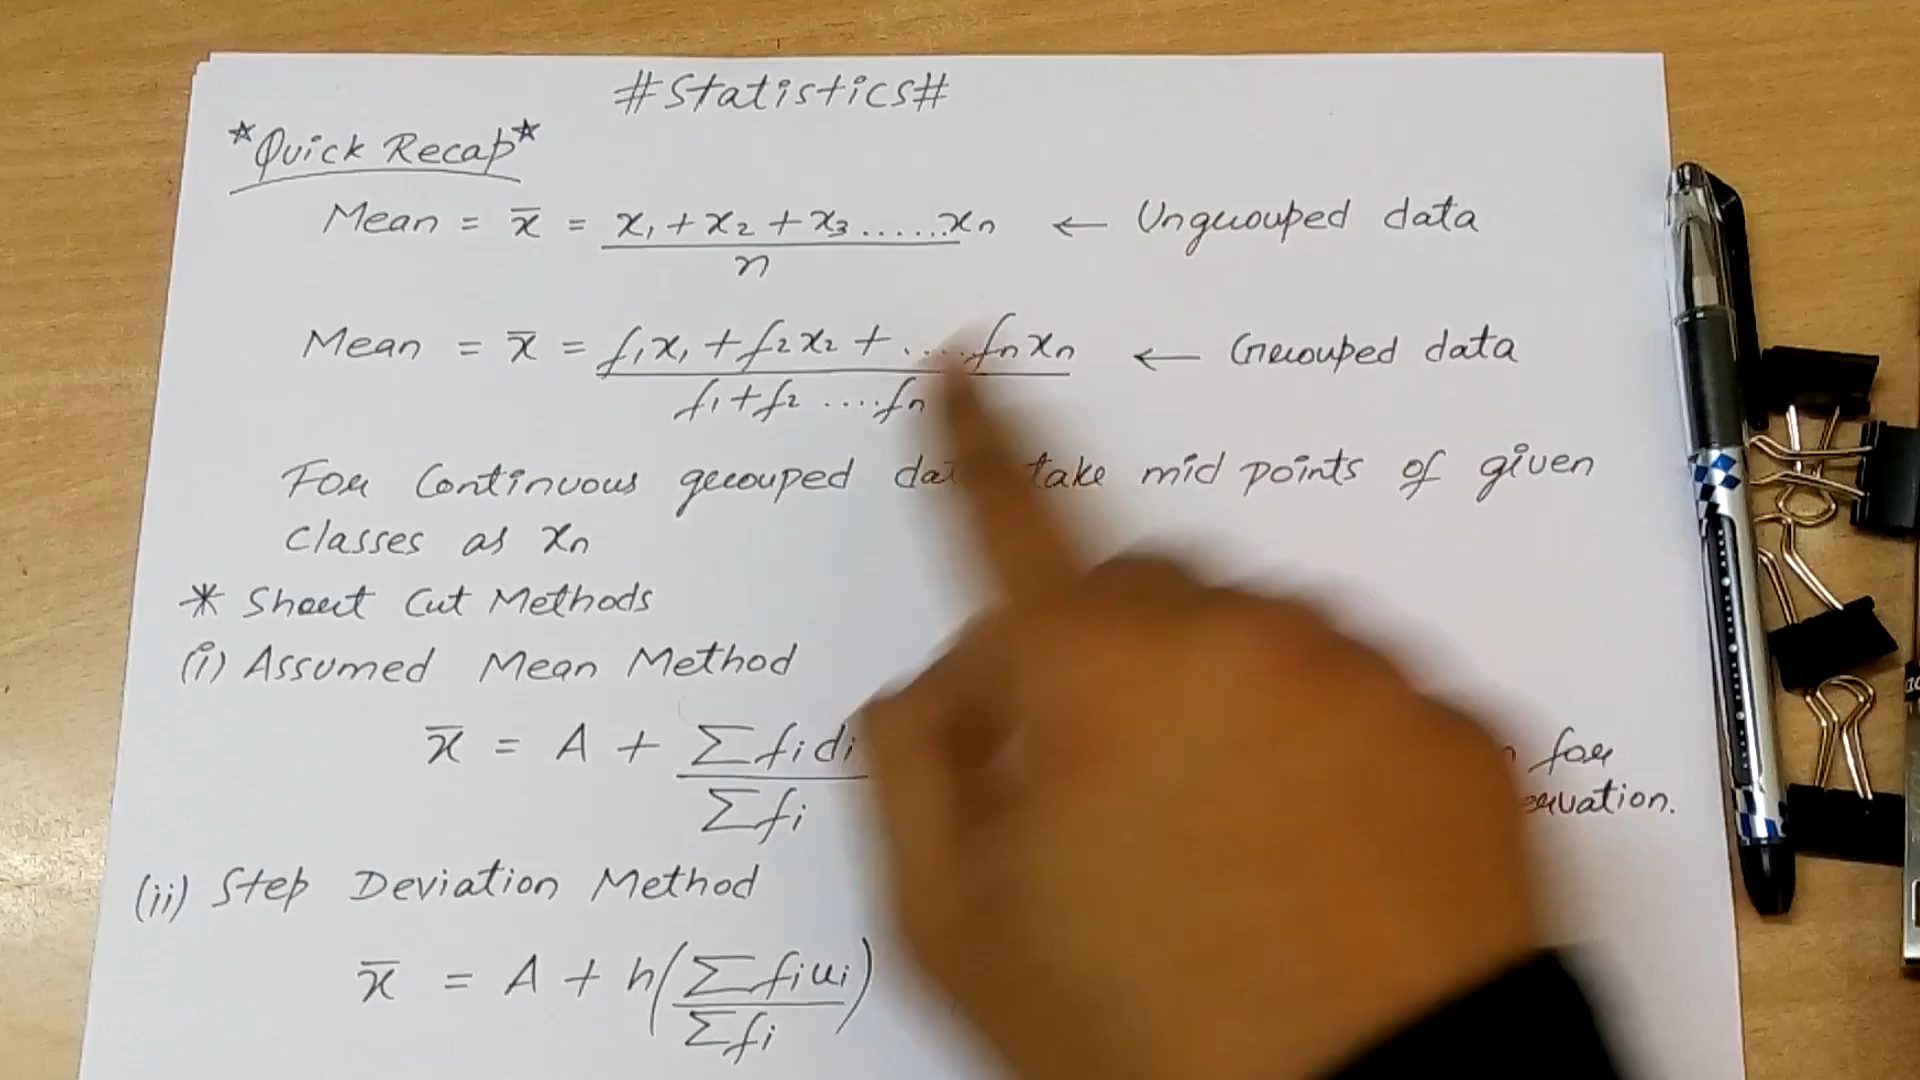 #Statistics#
*Quick Recap*
Mean = x̄ = x₁ + x₂ + x₃ ......xₙ ← Ungrouped data
n
Mean = x̄ = f₁x₁ + f₂x₂ + .....fₙxₙ ← Grouped data
f₁ + f₂ ....fₙ
For Continuous grouped take mid points of given
classes as xₙ
* Short Cut Methods
(i) Assumed Mean Method
x̄ = A + Σfᵢdᵢ for
Σfᵢ
(ii) Step Deviation Method
x̄ = A + h(Σfᵢuᵢ)
Σfᵢ